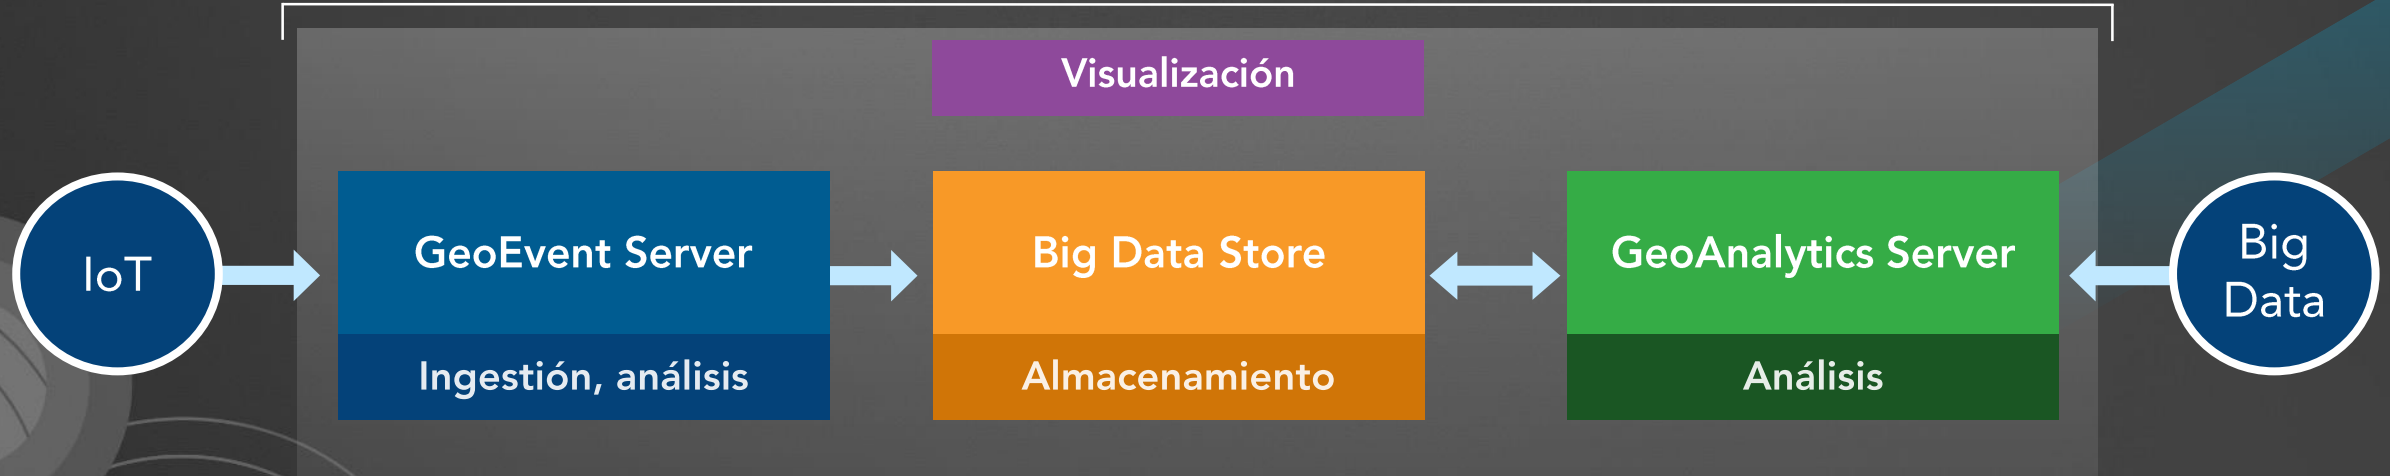 Visualización
IoT
GeoEvent Server
Ingestión, análisis
Big Data Store
Almacenamiento
GeoAnalytics Server
Análisis
Big
Data